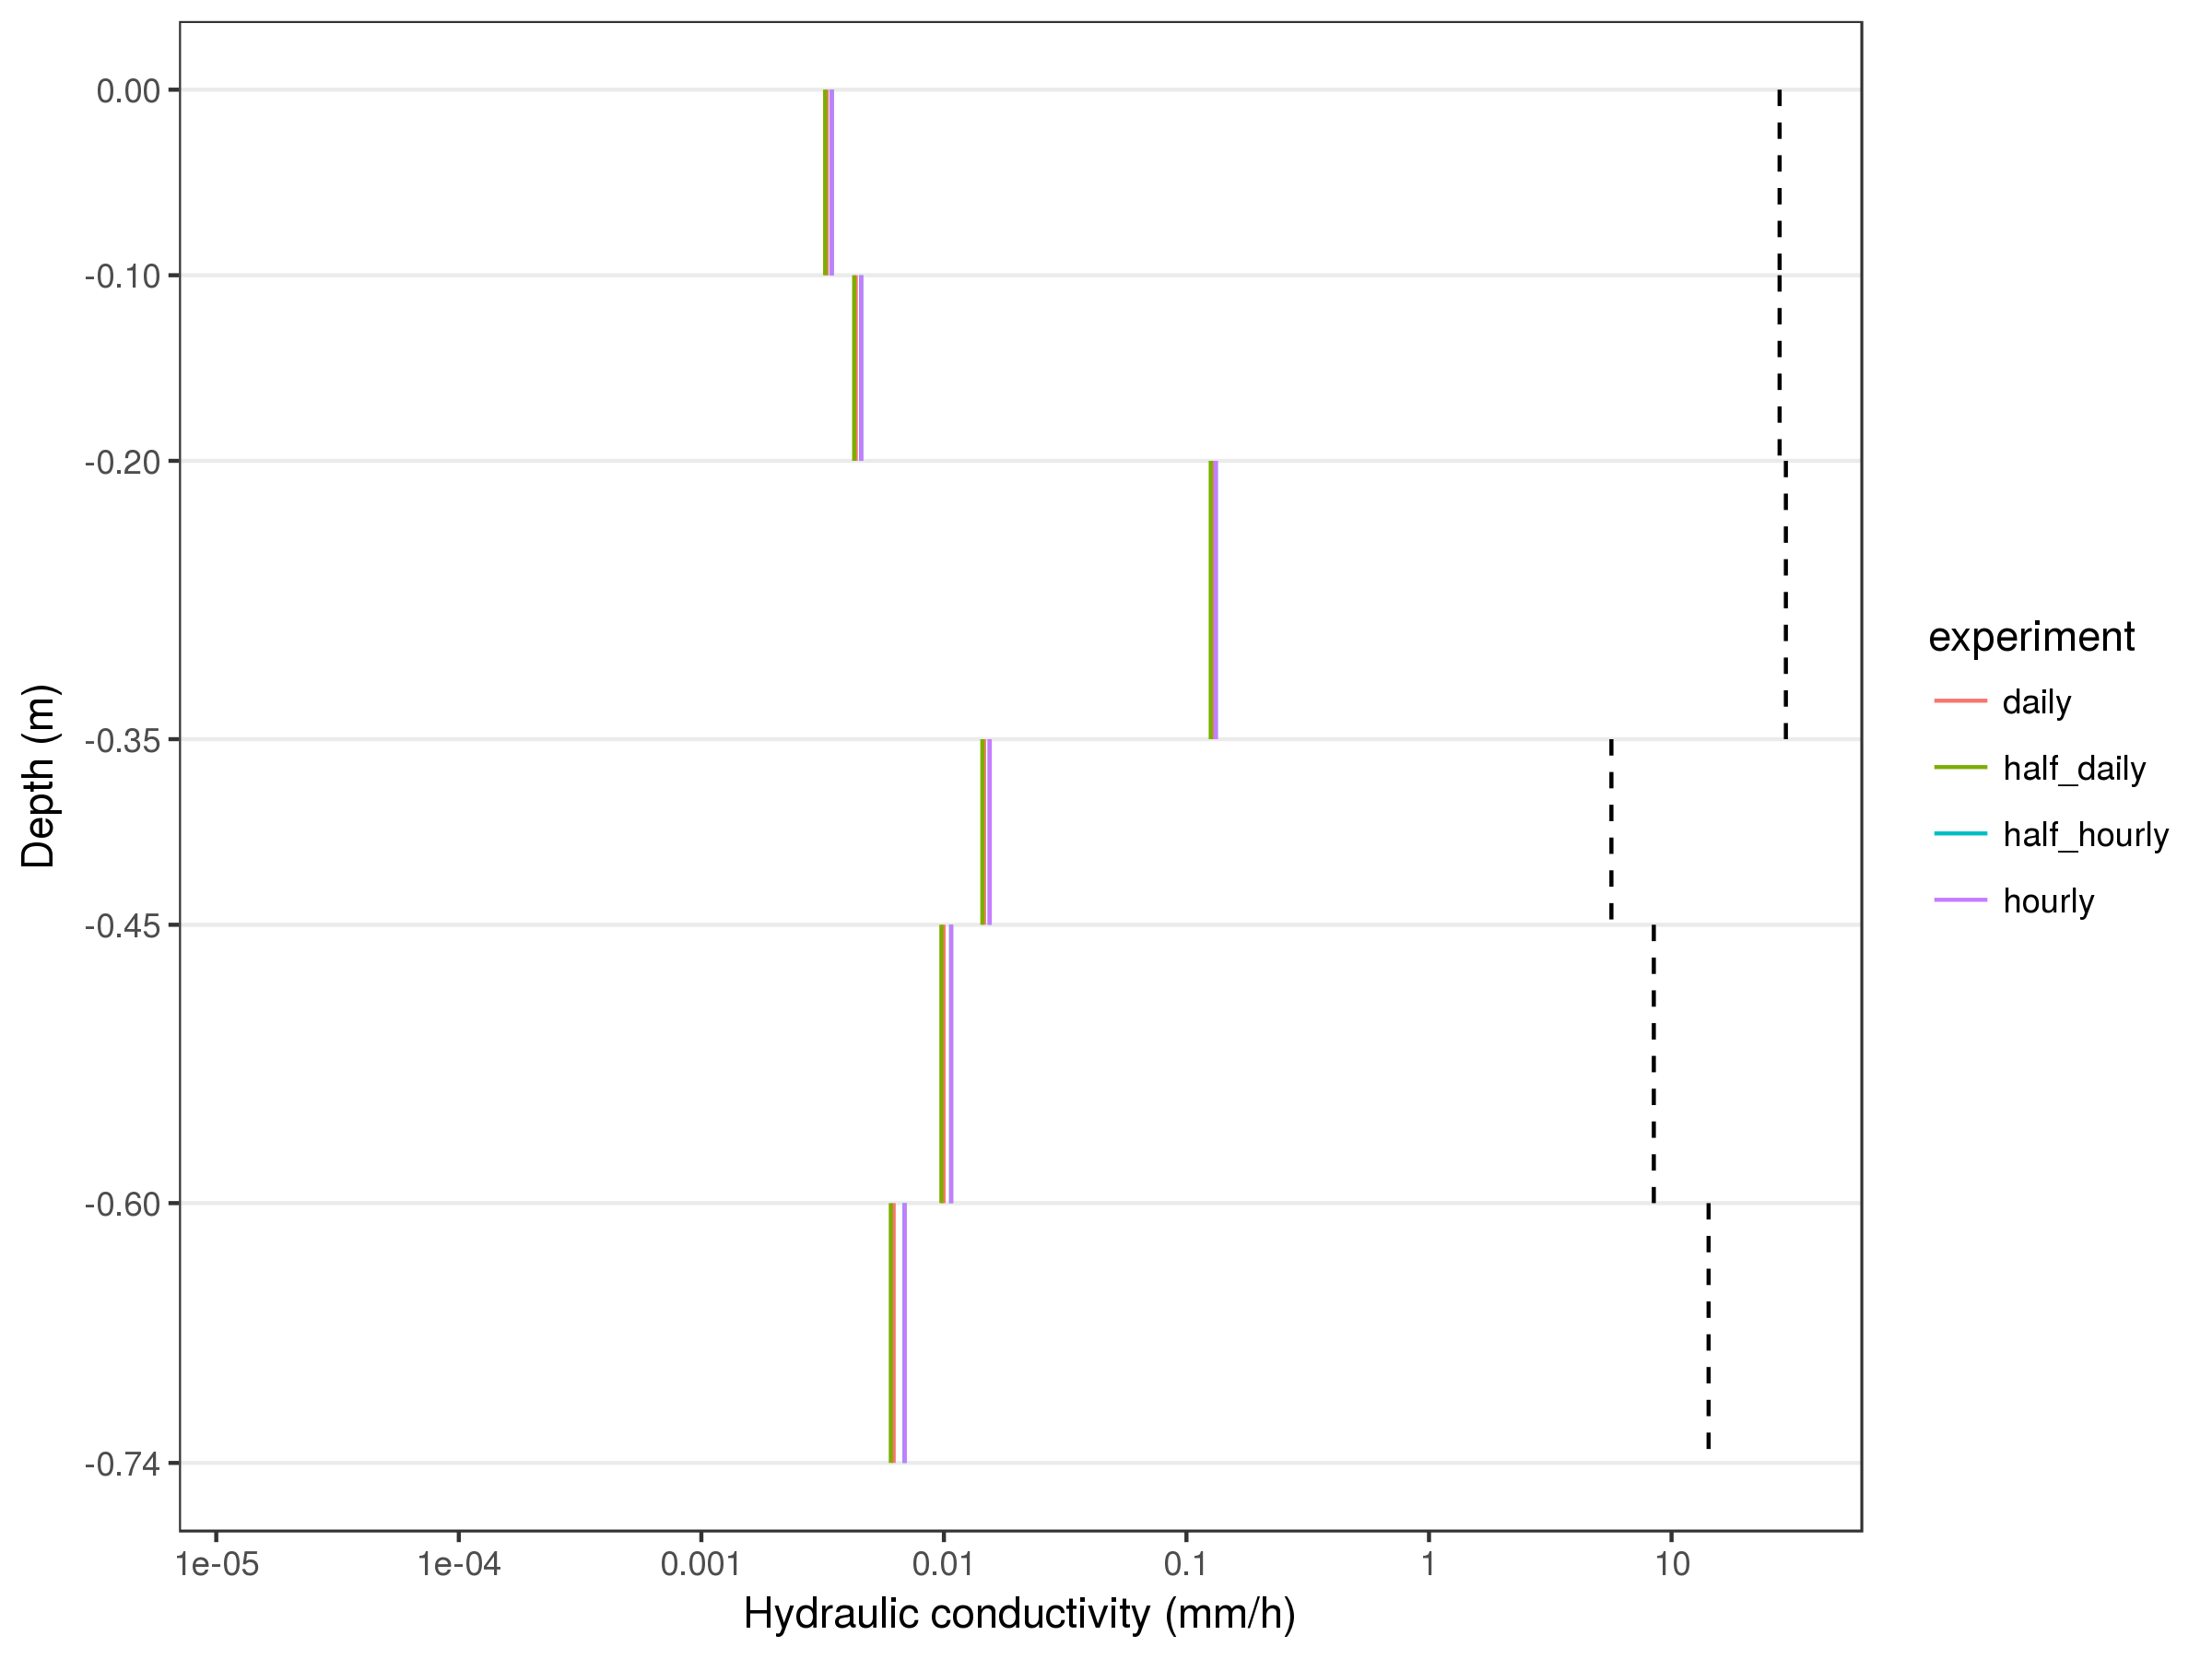 0.00
-0.10
-0.20
-0.35
-0.45
-0.60
-0.74
Depth (m)
1e-05 1e-04 0.001 0.01 0.1 1 10
Hydraulic conductivity (mm/h)
experiment
daily
half_daily
half_hourly
hourly